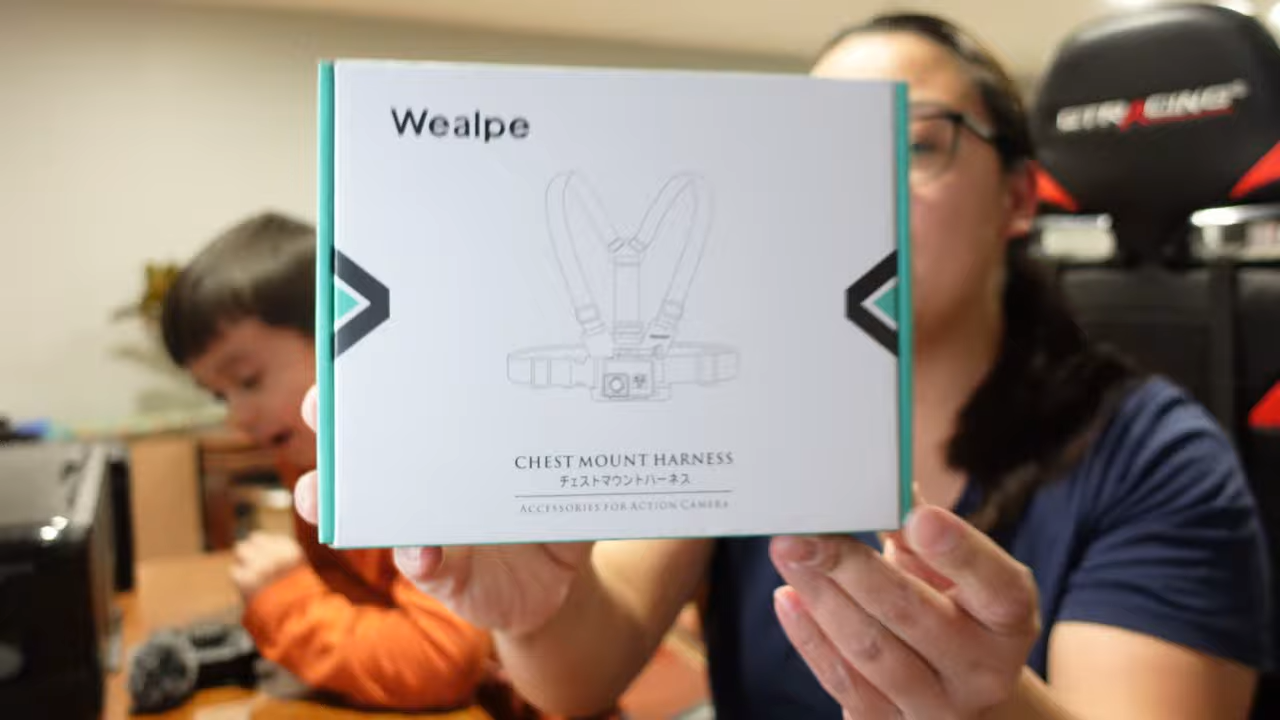 Wealpe
GTRACING
CHEST MOUNT HARNESS
チェストマウントハーネス
ACCESSORIES FOR ACTION CAMERA